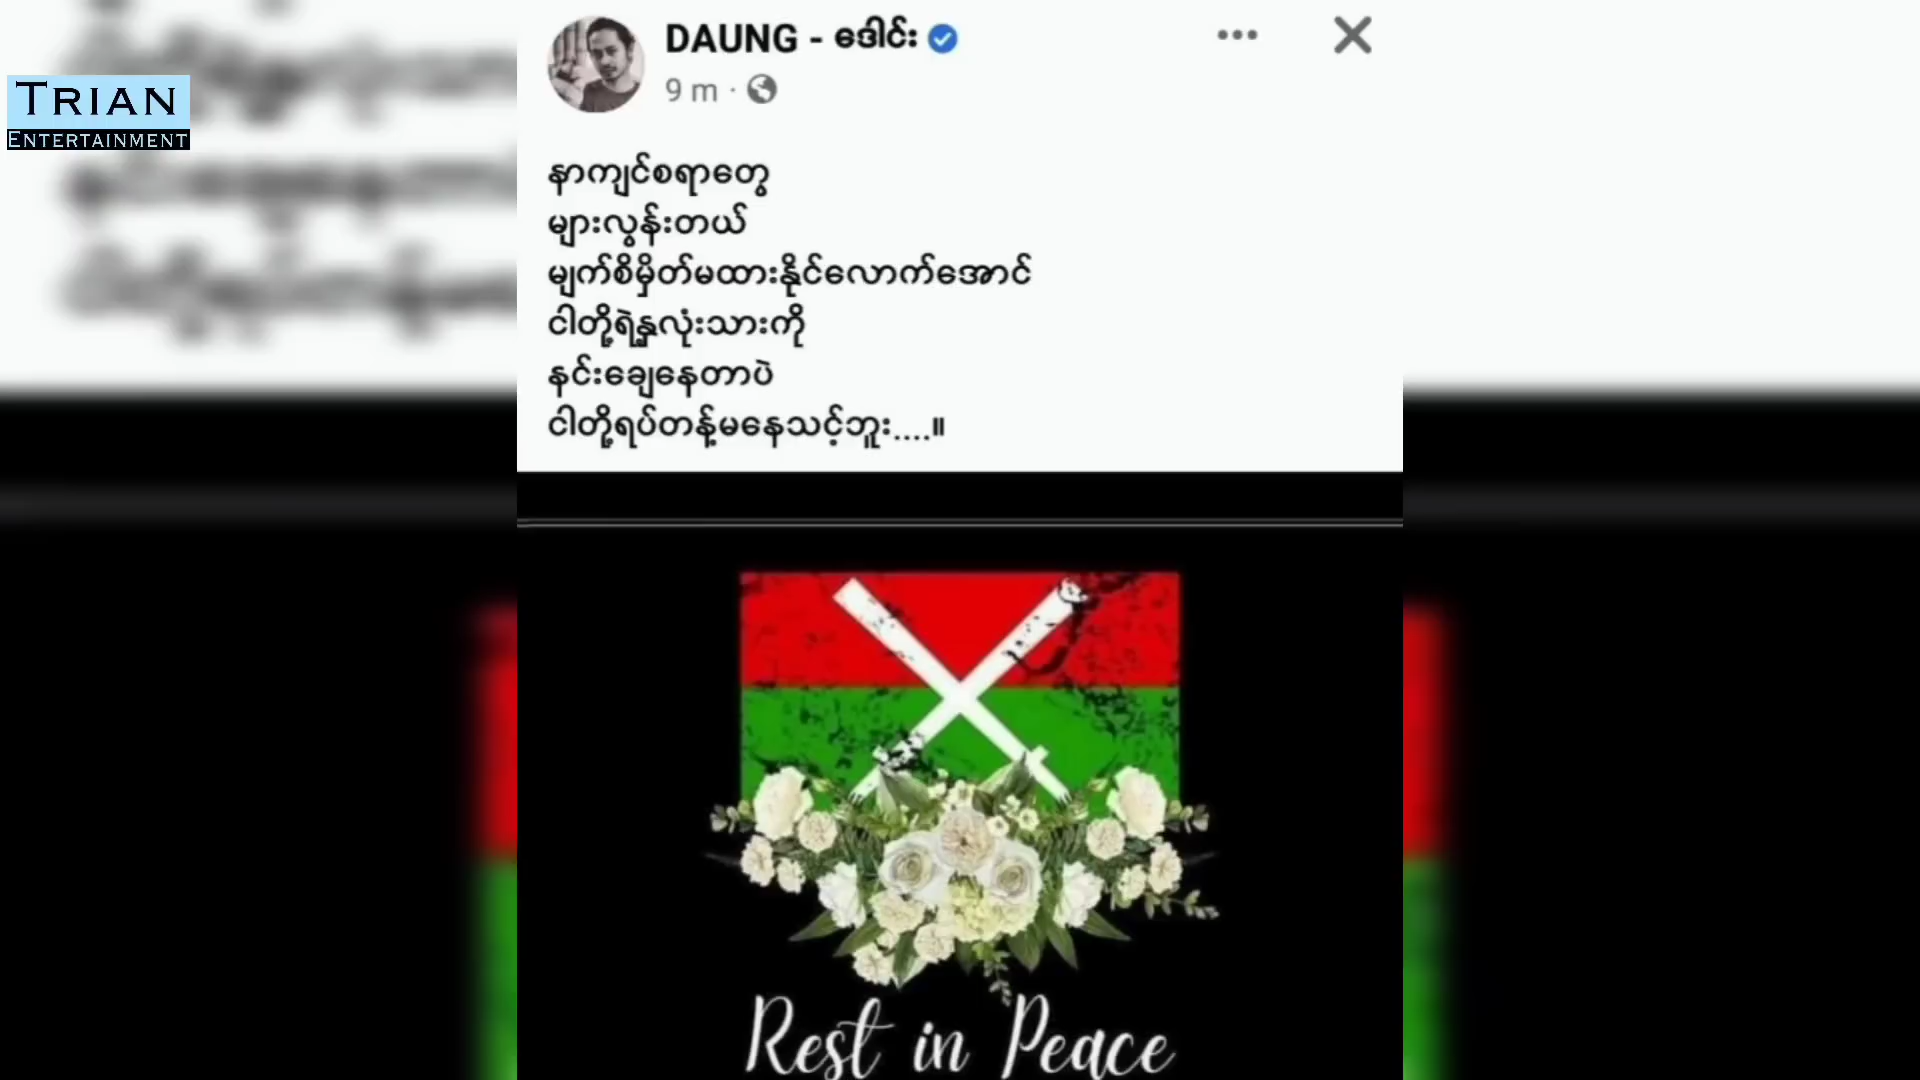 TRIAN
ENTERTAINMENT
DAUNG - ဒေါင်း
9 m ·
နာကျင်စရာတွေ
များလွန်းတယ်
မျက်စိမှိတ်မထားနိုင်လောက်အောင်
ငါတို့ရဲ့နှလုံးသားကို
နင်းချေနေတာပဲ
ငါတို့ရပ်တန့်မနေသင့်ဘူး....။
Rest in Peace